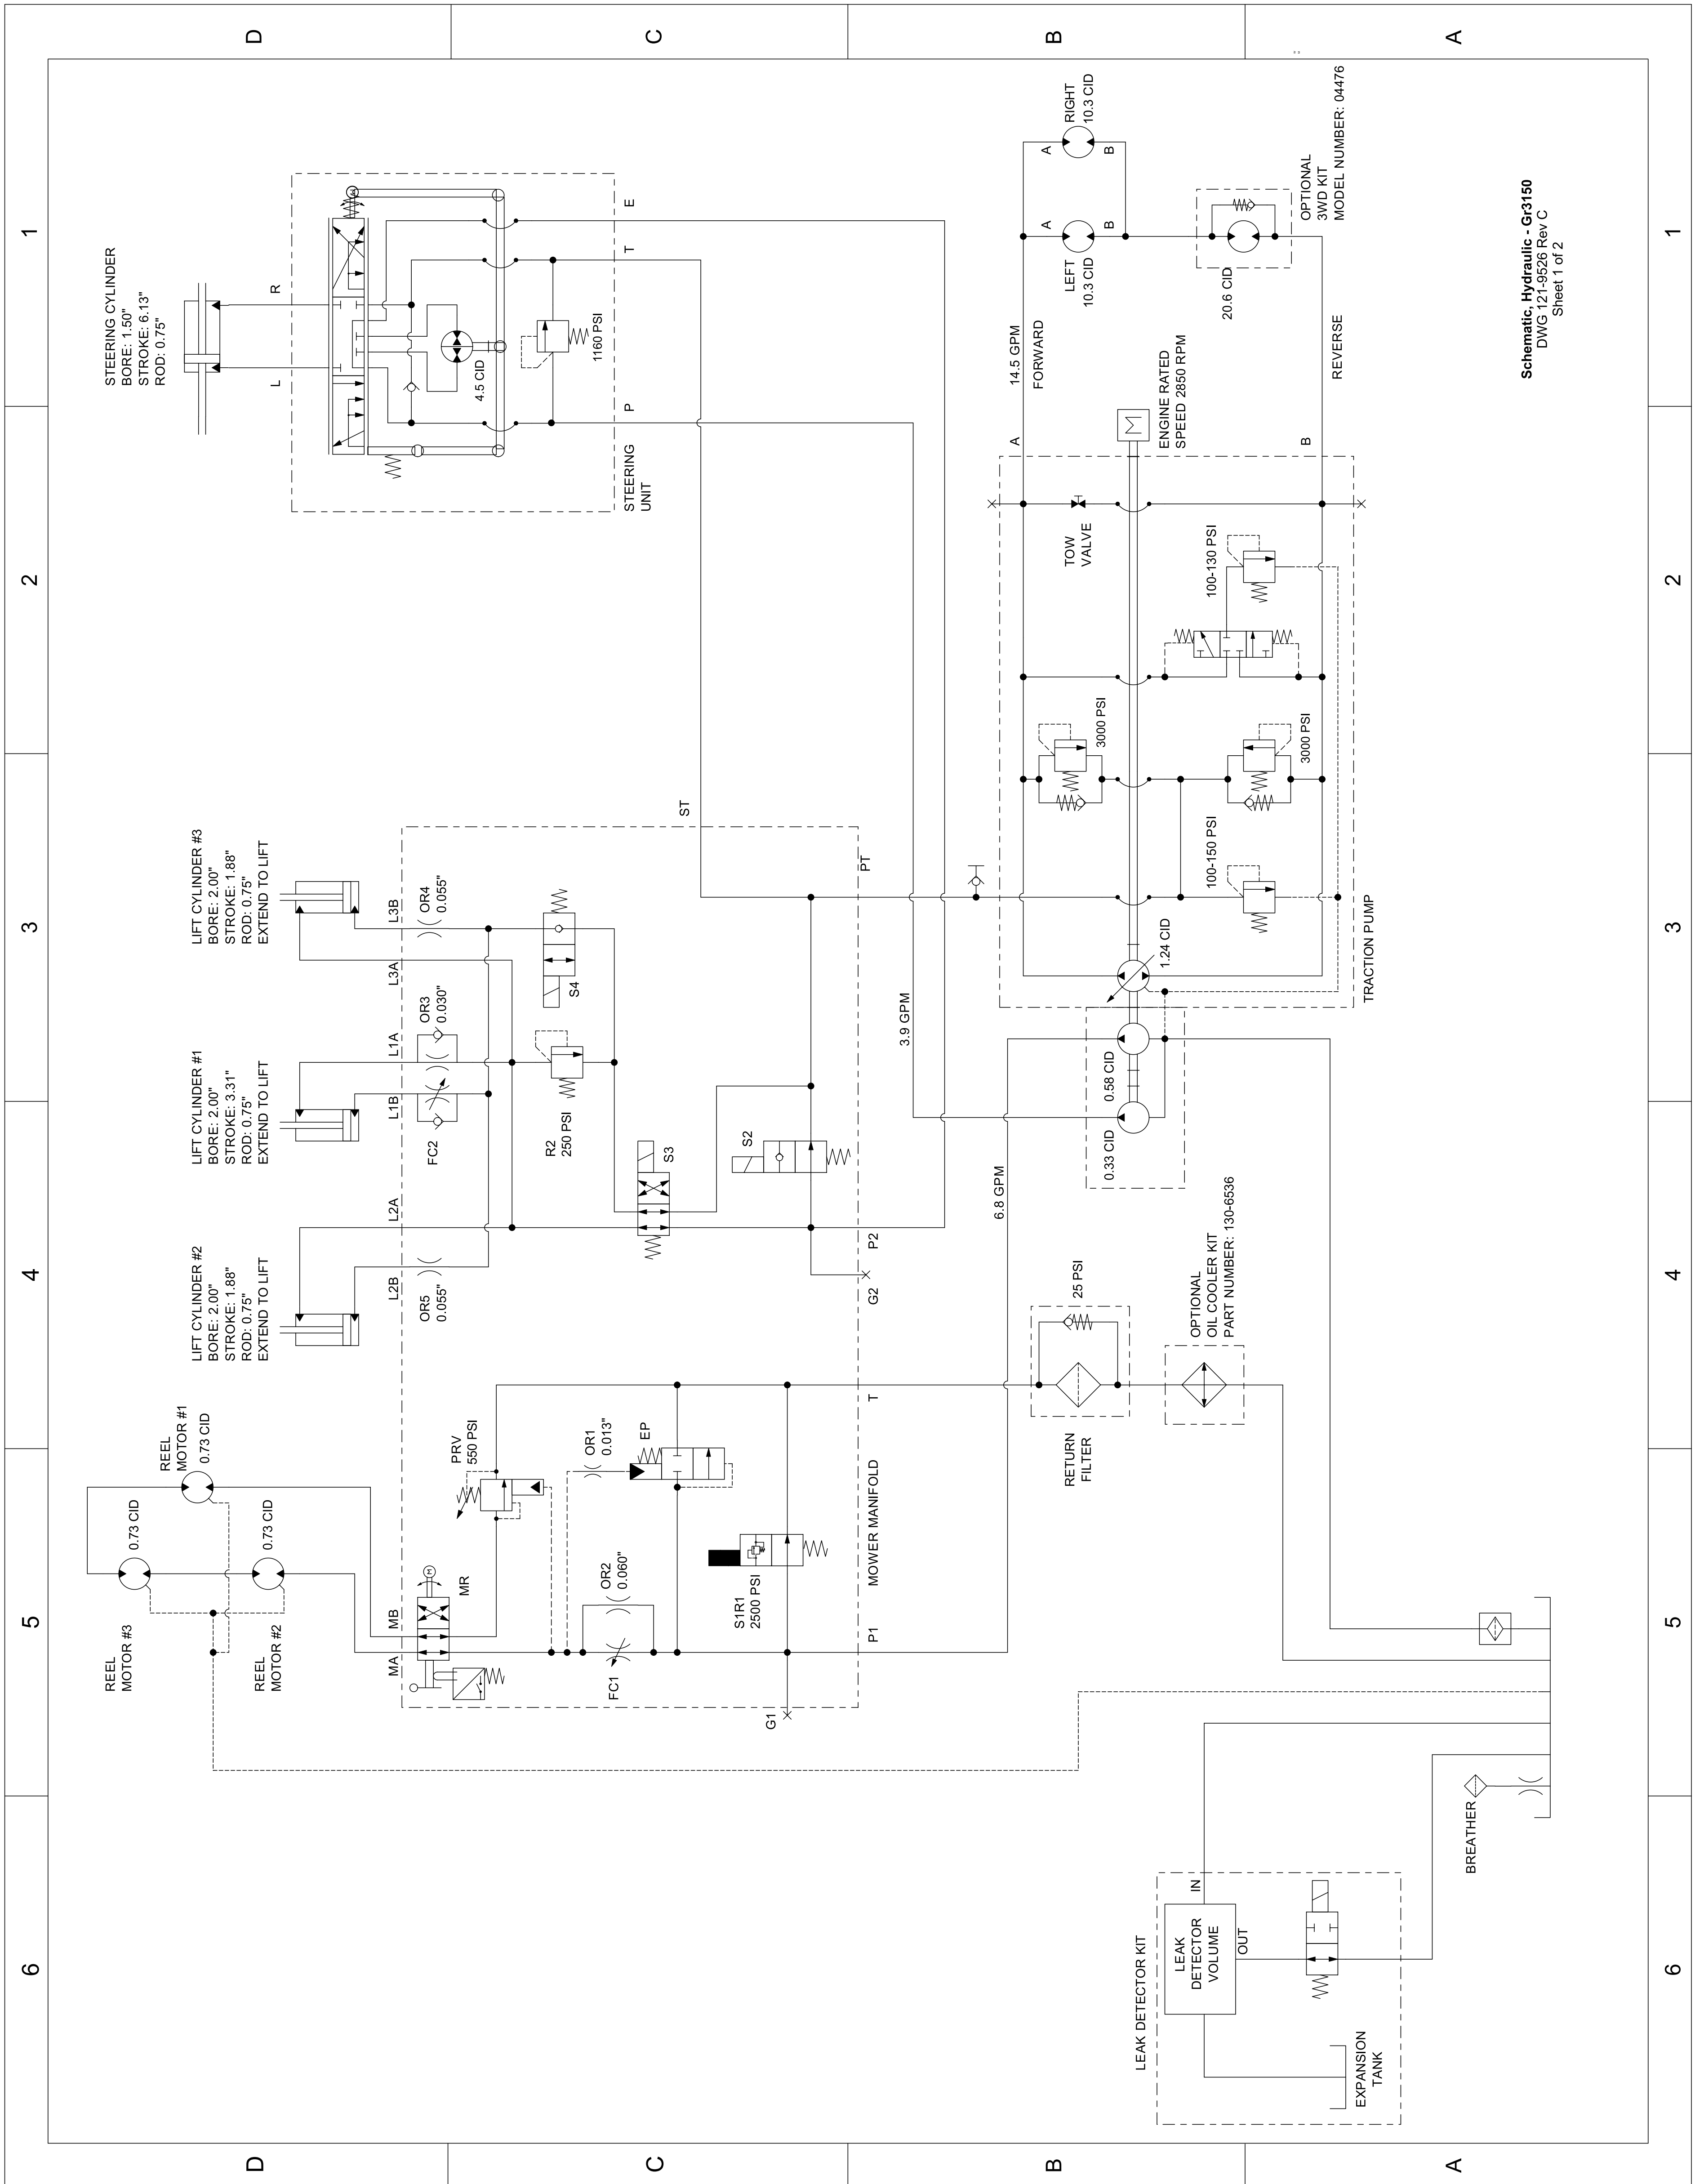 6
5
4
3
2
1
D
C
B
A
REEL
MOTOR #3
0.73 CID
REEL
MOTOR #2
0.73 CID
REEL
MOTOR #1
0.73 CID
LIFT CYLINDER #2
BORE: 2.00"
STROKE: 1.88"
ROD: 0.75"
EXTEND TO LIFT
LIFT CYLINDER #1
BORE: 2.00"
STROKE: 3.31"
ROD: 0.75"
EXTEND TO LIFT
LIFT CYLINDER #3
BORE: 2.00"
STROKE: 1.88"
ROD: 0.75"
EXTEND TO LIFT
STEERING CYLINDER
BORE: 1.50"
STROKE: 6.13"
ROD: 0.75"
L
R
M
4.5 CID
1160 PSI
STEERING
UNIT
P
T
E
MA
MB
MR
M
PRV
550 PSI
OR1
0.013"
EP
OR2
0.060"
FC1
S1R1
2500 PSI
G1
P1
MOWER MANIFOLD
T
L2B
L2A
L1B
L1A
L3A
L3B
OR5
0.055"
FC2
OR3
0.030"
OR4
0.055"
R2
250 PSI
S4
S3
S2
G2
P2
PT
ST
3.9 GPM
6.8 GPM
RETURN
FILTER
25 PSI
OPTIONAL
OIL COOLER KIT
PART NUMBER: 130-6536
0.33 CID
0.58 CID
1.24 CID
TRACTION PUMP
100-150 PSI
3000 PSI
3000 PSI
100-130 PSI
TOW
VALVE
A
B
M
ENGINE RATED
SPEED 2850 RPM
14.5 GPM
FORWARD
REVERSE
LEFT
10.3 CID
A
B
RIGHT
10.3 CID
A
B
20.6 CID
OPTIONAL
3WD KIT
MODEL NUMBER: 04476
LEAK DETECTOR KIT
LEAK
DETECTOR
VOLUME
IN
OUT
EXPANSION
TANK
BREATHER
Schematic, Hydraulic - Gr3150
DWG 121-9526 Rev C
Sheet 1 of 2
D
C
B
A
6
5
4
3
2
1